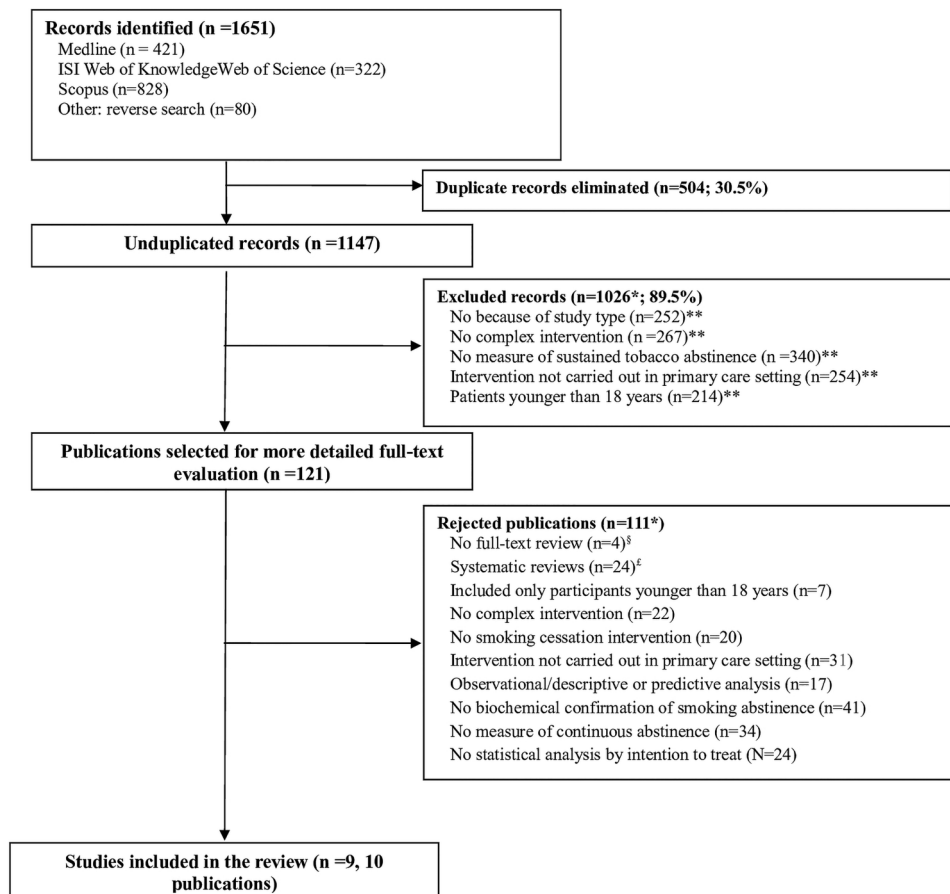 Records identified (n =1651)
Medline (n = 421)
ISI Web of KnowledgeWeb of Science (n=322)
Scopus (n=828)
Other: reverse search (n=80)
Duplicate records eliminated (n=504; 30.5%)
Unduplicated records (n =1147)
Excluded records (n=1026*; 89.5%)
No because of study type (n=252)**
No complex intervention (n =267)**
No measure of sustained tobacco abstinence (n =340)**
Intervention not carried out in primary care setting (n=254)**
Patients younger than 18 years (n=214)**
Publications selected for more detailed full-text
evaluation (n =121)
Rejected publications (n=111*)
No full-text review (n=4)§
Systematic reviews (n=24)£
Included only participants younger than 18 years (n=7)
No complex intervention (n=22)
No smoking cessation intervention (n=20)
Intervention not carried out in primary care setting (n=31)
Observational/descriptive or predictive analysis (n=17)
No biochemical confirmation of smoking abstinence (n=41)
No measure of continuous abstinence (n=34)
No statistical analysis by intention to treat (N=24)
Studies included in the review (n =9, 10
publications)